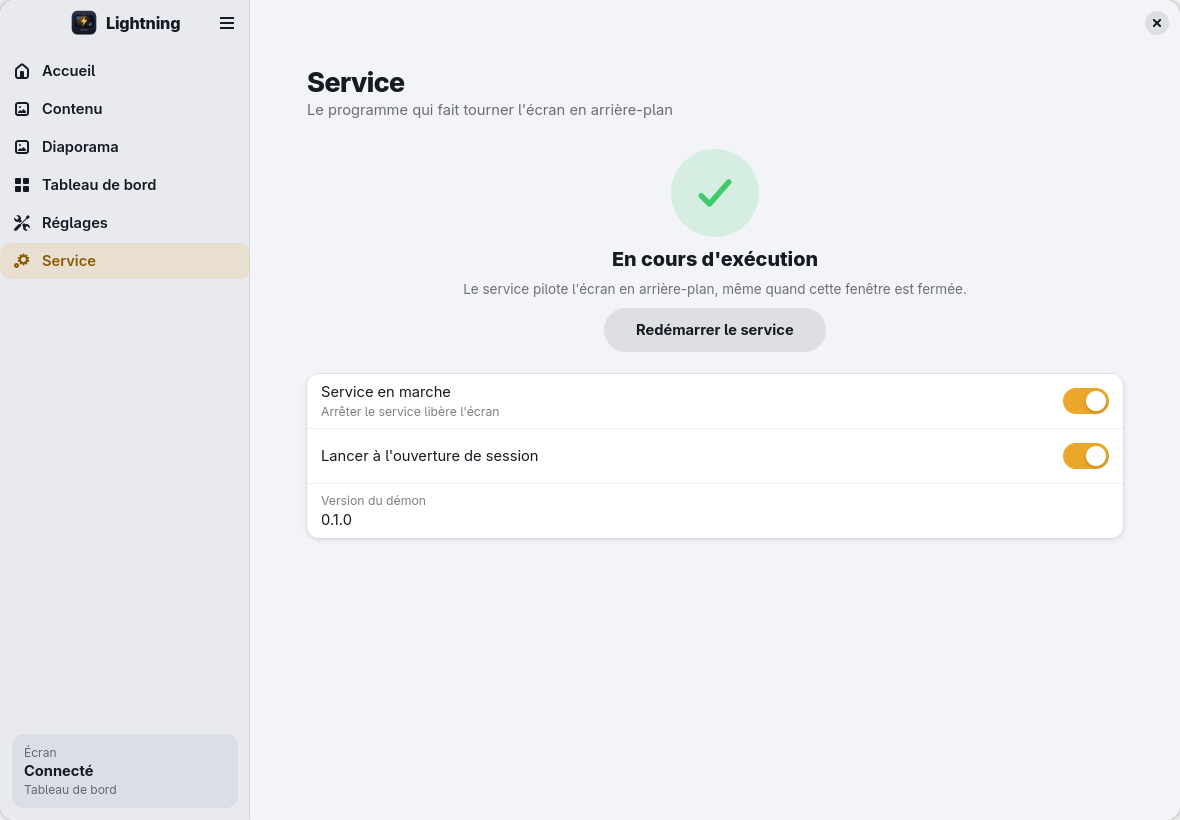 Lightning
Accueil
Contenu
Diaporama
Tableau de bord
Réglages
Service
Écran
Connecté
Tableau de bord
Service
Le programme qui fait tourner l'écran en arrière-plan
En cours d'exécution
Le service pilote l'écran en arrière-plan, même quand cette fenêtre est fermée.
Redémarrer le service
Service en marche
Arrêter le service libère l'écran
Lancer à l'ouverture de session
Version du démon
0.1.0